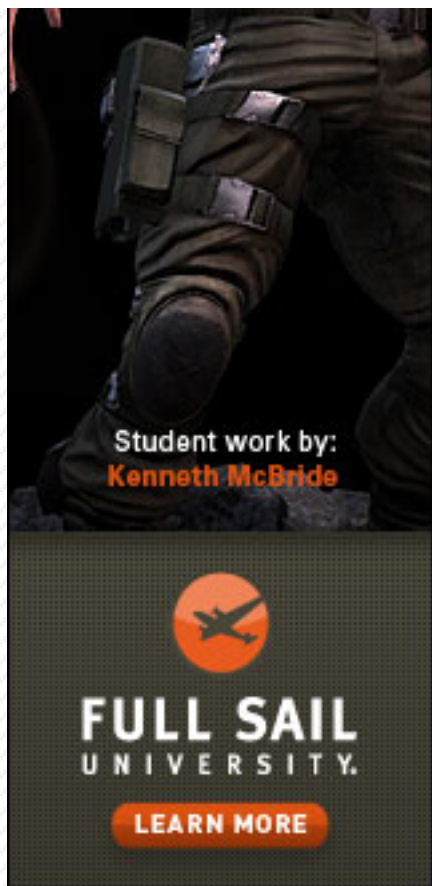 Student work by:
Kenneth McBride
FULL SAIL
UNIVERSITY.
LEARN MORE